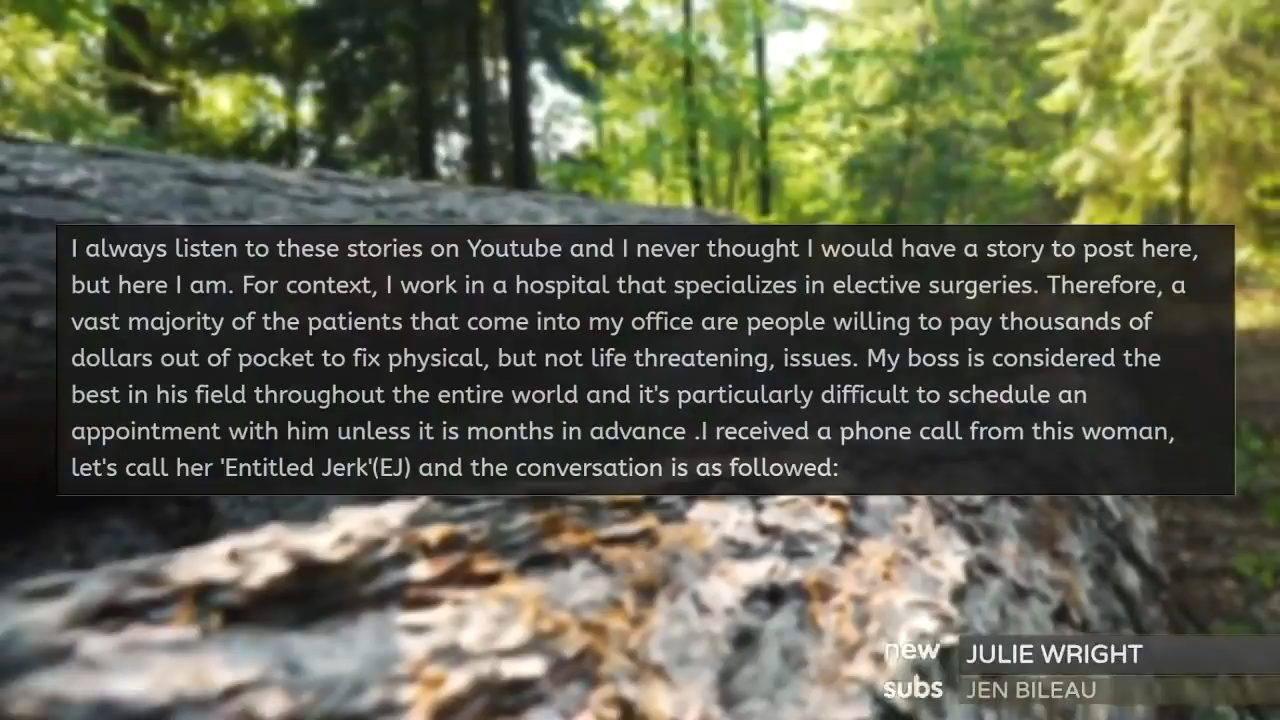 I always listen to these stories on Youtube and I never thought I would have a story to post here,
but here I am. For context, I work in a hospital that specializes in elective surgeries. Therefore, a
vast majority of the patients that come into my office are people willing to pay thousands of
dollars out of pocket to fix physical, but not life threatening, issues. My boss is considered the
best in his field throughout the entire world and it's particularly difficult to schedule an
appointment with him unless it is months in advance .I received a phone call from this woman,
let's call her 'Entitled Jerk'(EJ) and the conversation is as followed:
new JULIE WRIGHT
subs JEN BILEAU